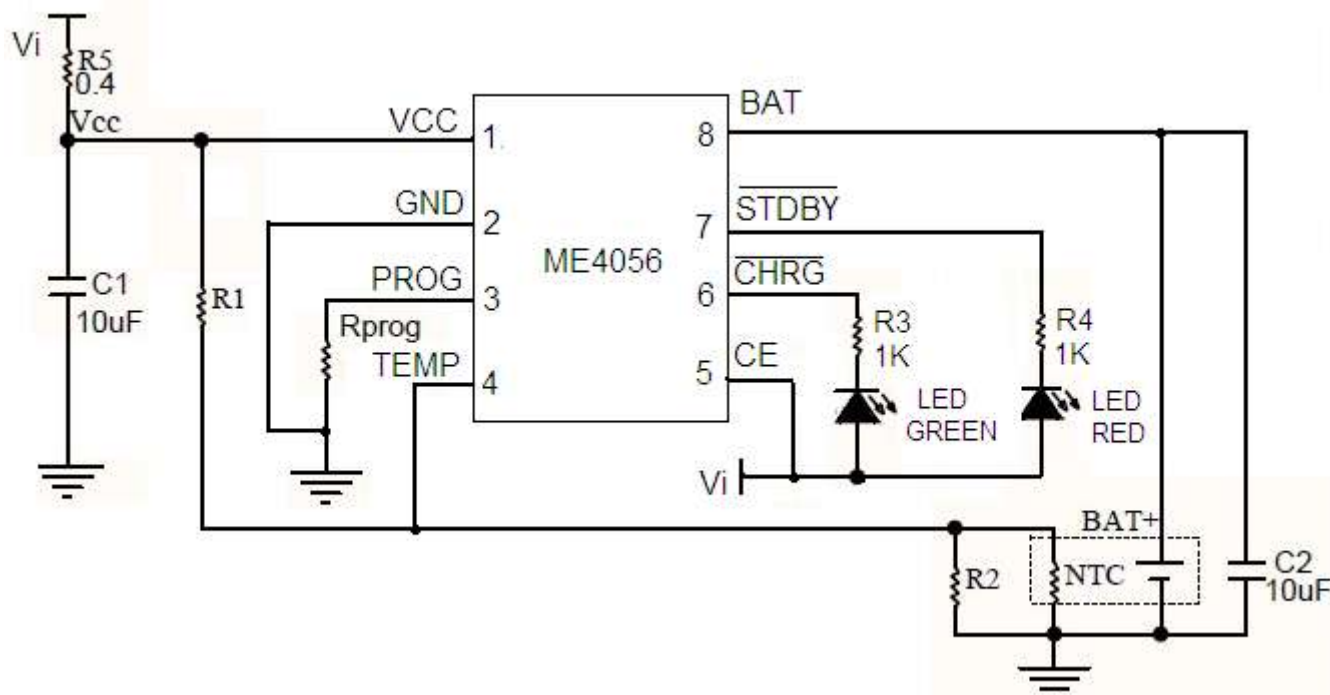 Vi
R5
0.4
Vcc
VCC
1.
GND
2
PROG
3
Rprog
TEMP
4
ME4056
BAT
8
STDBY
7
CHRG
6
CE
5
C1
10uF
R1
R3
1K
R4
1K
LED
GREEN
LED
RED
Vi
BAT+
R2
NTC
C2
10uF